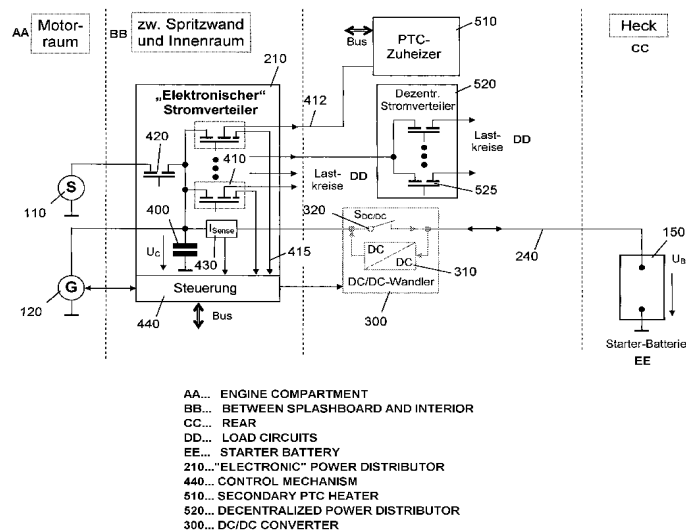 AA
Motor-
raum
BB
zw. Spritzwand
und Innenraum
Heck
CC
210
„Elektronischer"
Stromverteiler
412
Bus
PTC-
Zuheizer
510
520
Dezentr.
Stromverteiler
420
410
Last-
kreise
DD
Last-
kreise
DD
525
S
110
400
ISense
430
UC
415
320
SDC/DC
DC
DC
310
DC/DC-Wandler
300
240
150
UB
G
120
Steuerung
440
Bus
Starter-Batterie
EE
AA... ENGINE COMPARTMENT
BB... BETWEEN SPLASHBOARD AND INTERIOR
CC... REAR
DD... LOAD CIRCUITS
EE... STARTER BATTERY
210..."ELECTRONIC" POWER DISTRIBUTOR
440... CONTROL MECHANISM
510... SECONDARY PTC HEATER
520... DECENTRALIZED POWER DISTRIBUTOR
300... DC/DC CONVERTER